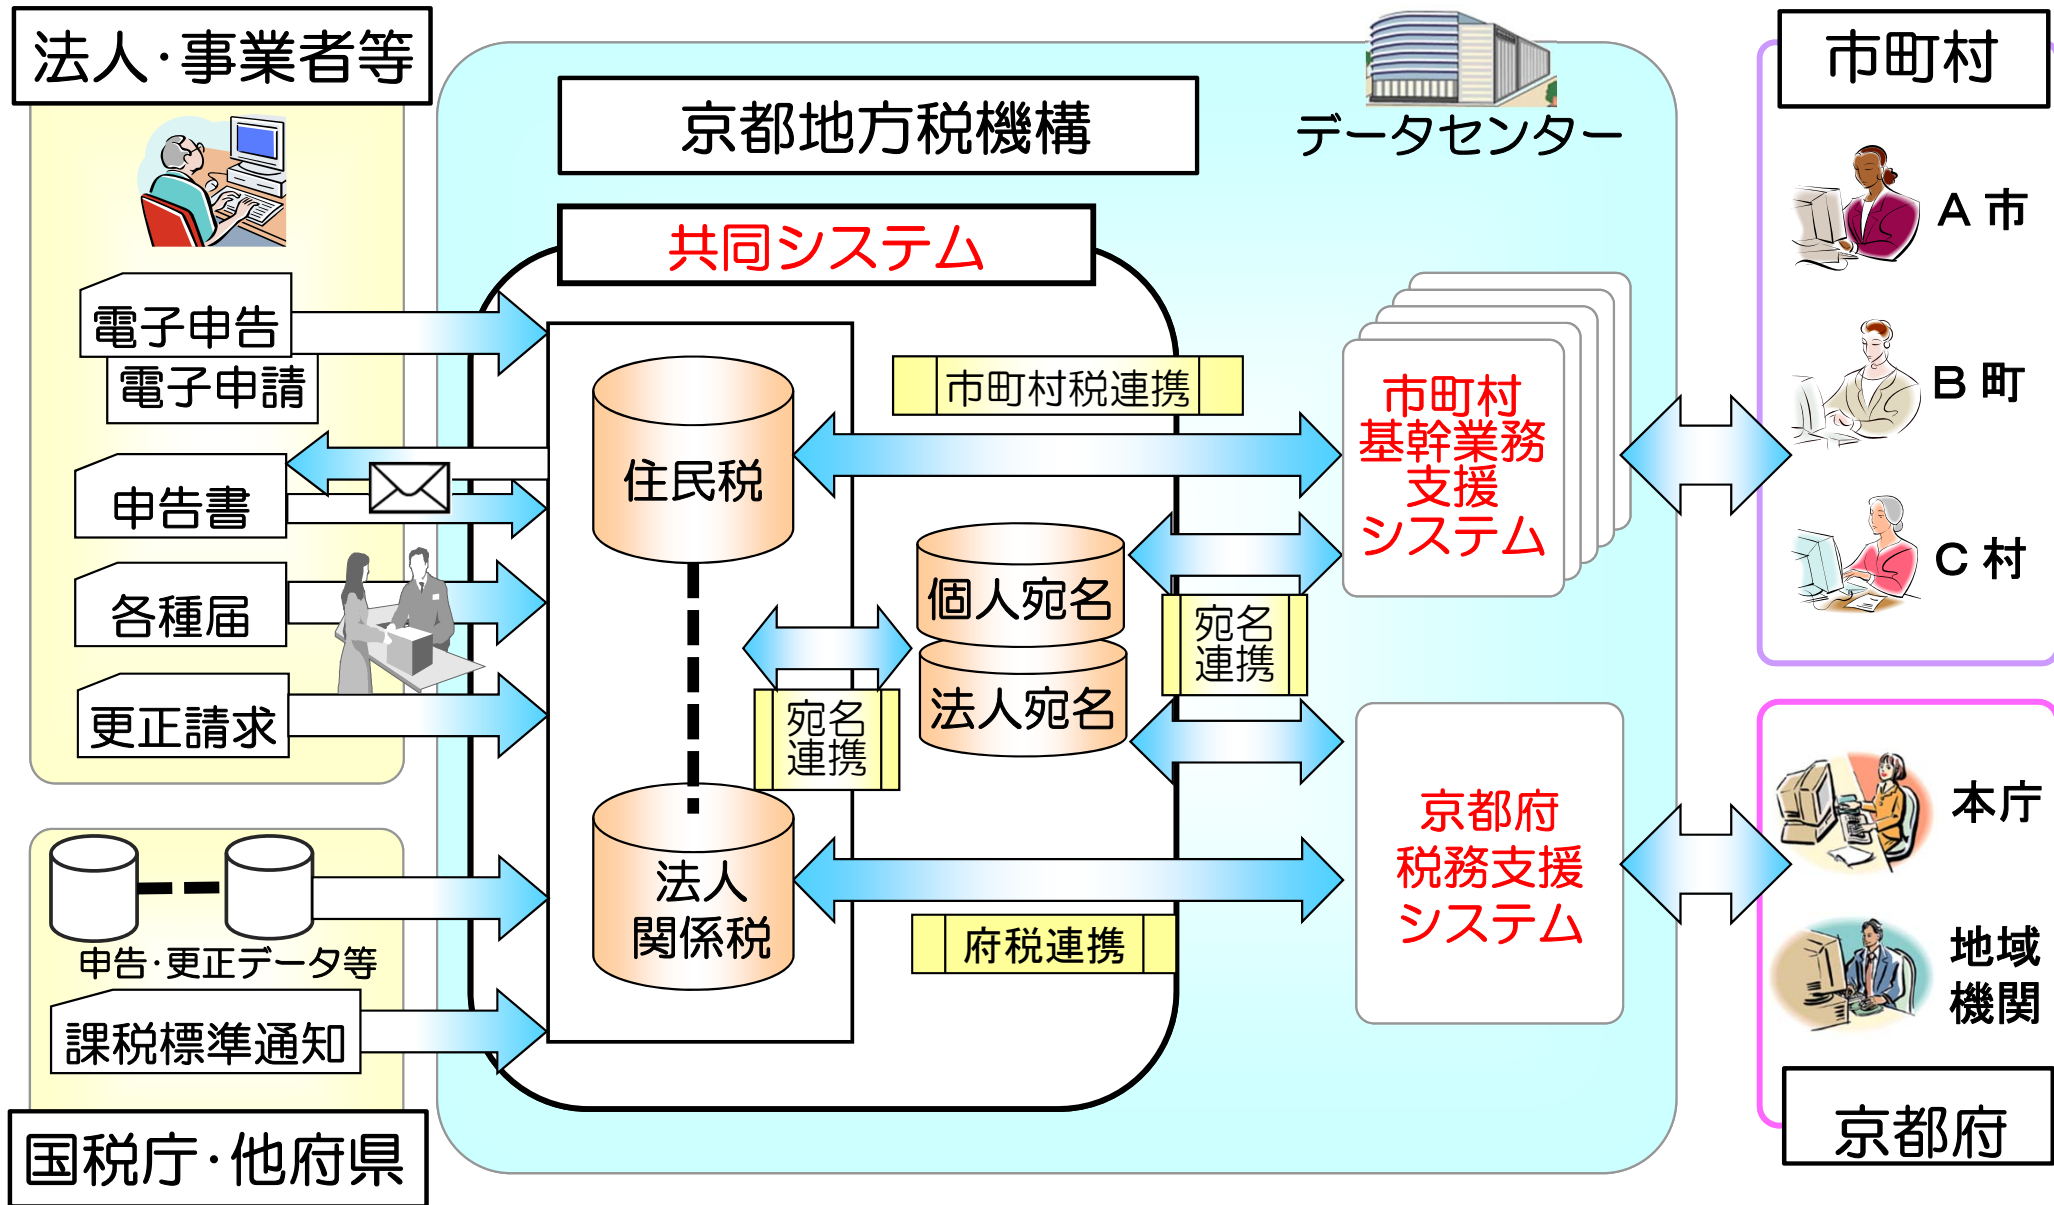 法人・事業者等
電子申告
電子申請
申告書
各種届
更正請求
申告・更正データ等
課税標準通知
国税庁・他府県
京都地方税機構
データセンター
共同システム
住民税
法人
関係税
市町村税連携
個人宛名
法人宛名
宛名
連携
宛名
連携
府税連携
市町村
基幹業務
支援
システム
京都府
税務支援
システム
市町村
A市
B町
C村
本庁
地域
機関
京都府